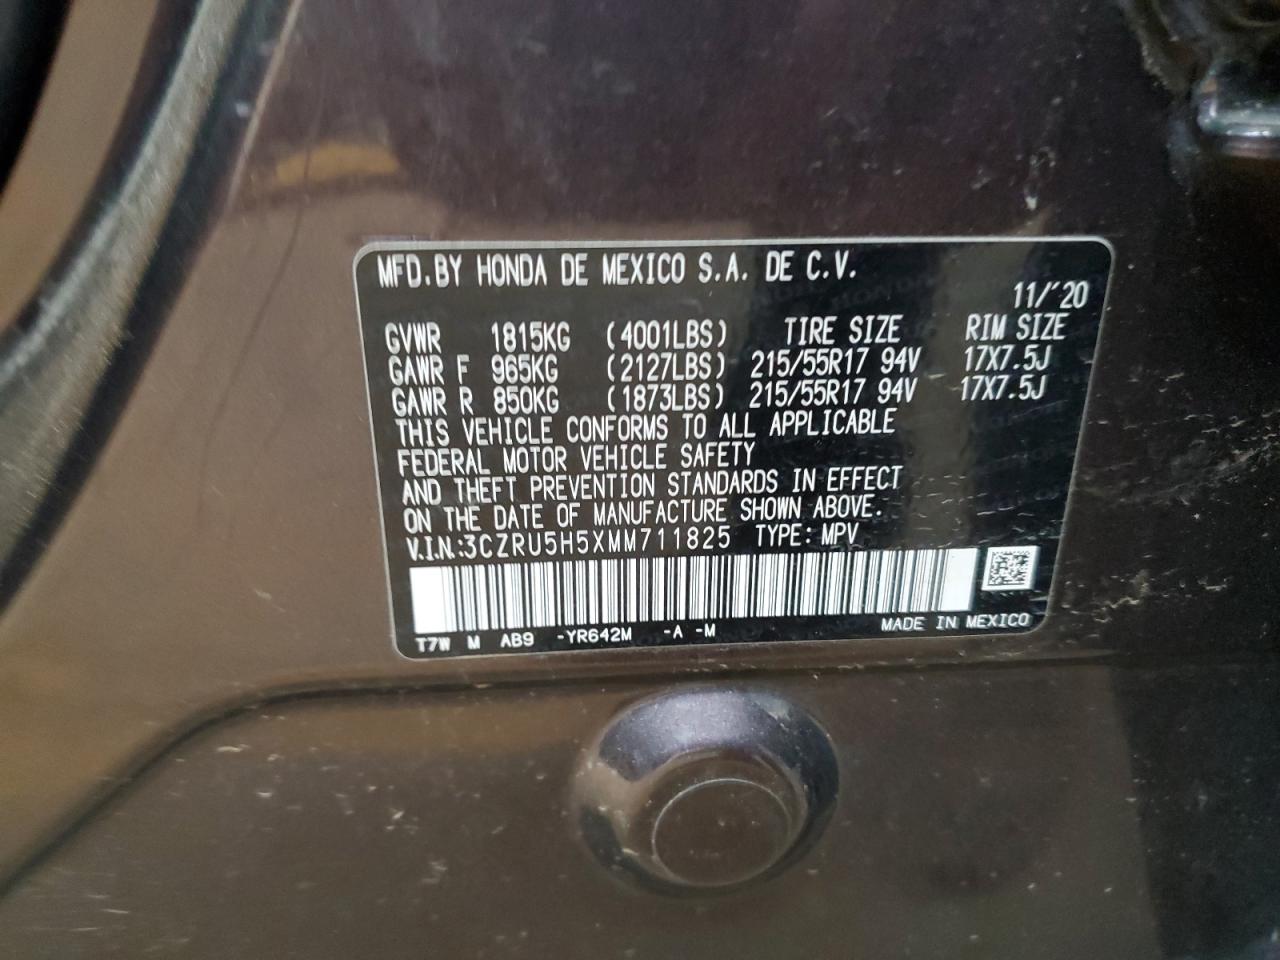 MFD.BY HONDA DE MEXICO S.A. DE C.V.
11/'20
GVWR 1815KG (4001LBS) TIRE SIZE RIM SIZE
GAWR F 965KG (2127LBS) 215/55R17 94V 17X7.5J
GAWR R 850KG (1873LBS) 215/55R17 94V 17X7.5J
THIS VEHICLE CONFORMS TO ALL APPLICABLE
FEDERAL MOTOR VEHICLE SAFETY
AND THEFT PREVENTION STANDARDS IN EFFECT
ON THE DATE OF MANUFACTURE SHOWN ABOVE.
V.I.N.:3CZRU5H5XMM711825 TYPE: MPV
T7W M AB9 -YR642M -A -M MADE IN MEXICO